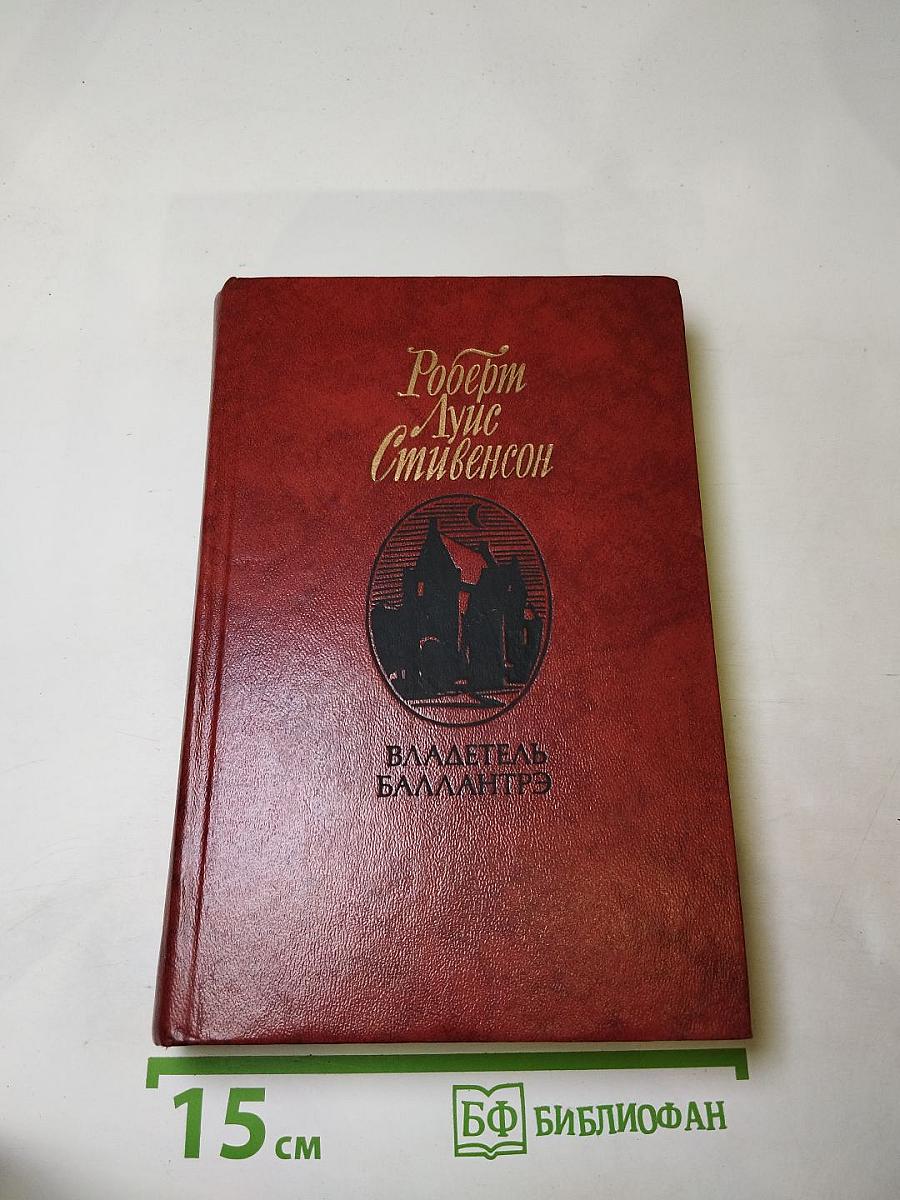 Роберт
Луис
Стивенсон
ВЛАДЕТЕЛЬ
БАЛЛАНТРЭ
15 см
БФ БИБЛИОФАН